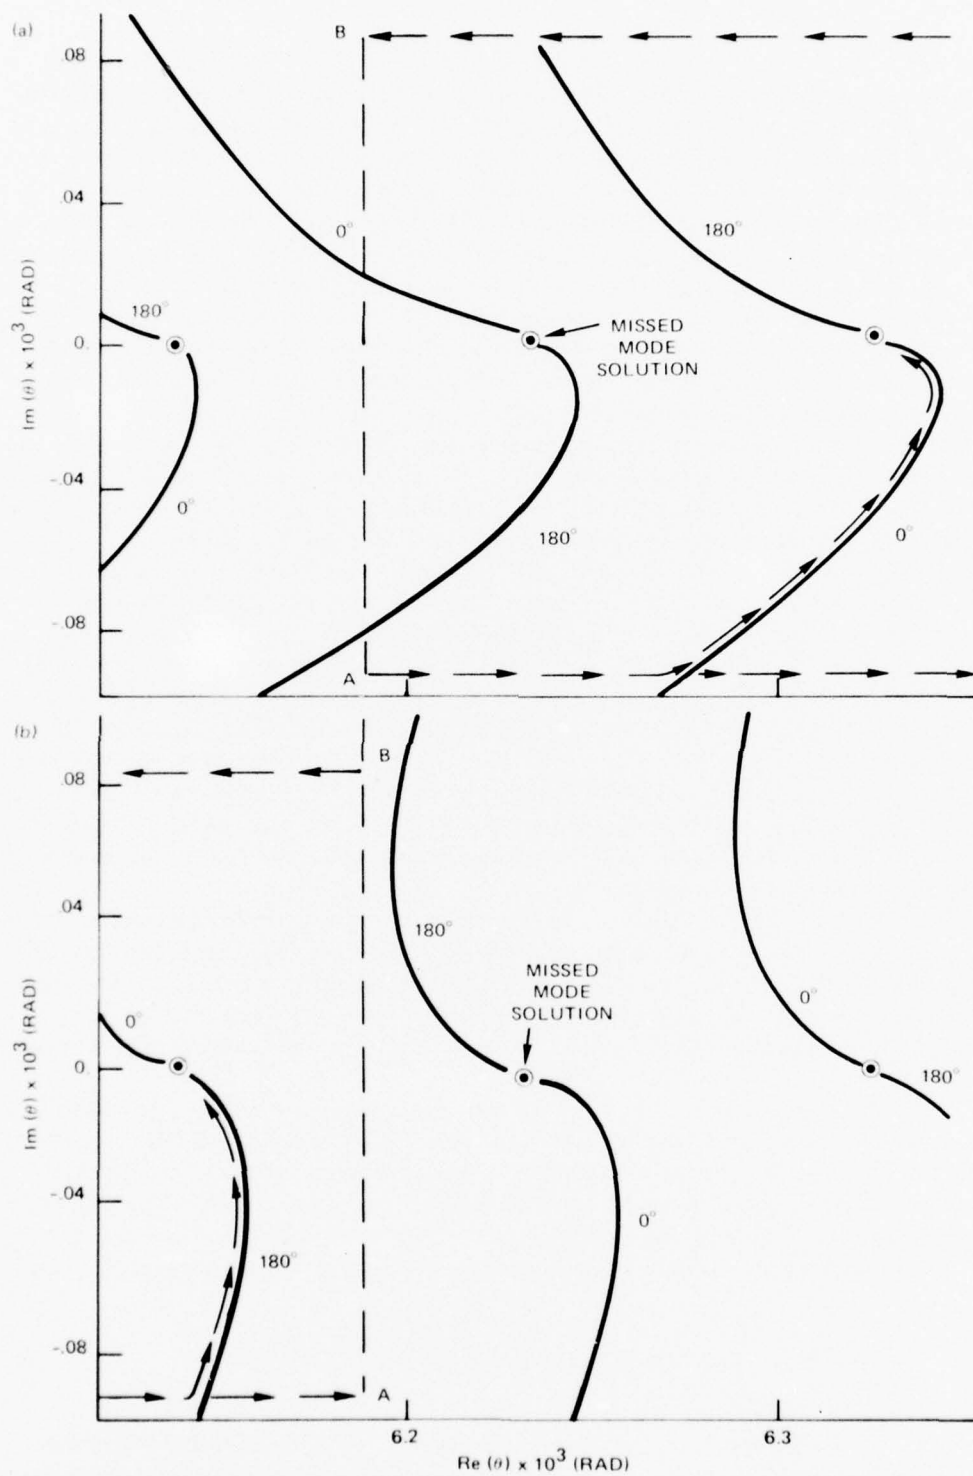 (a)
B
.08
.04
0°
180°
180°
MISSED
MODE
SOLUTION
0.
Im (θ) x 10³ (RAD)
-.04
0°
180°
0°
-.08
A
(b)
B
.08
.04
180°
MISSED
MODE
SOLUTION
0°
0°
0.
180°
Im (θ) x 10³ (RAD)
-.04
0°
180°
-.08
A
6.2
6.3
Re (θ) x 10³ (RAD)